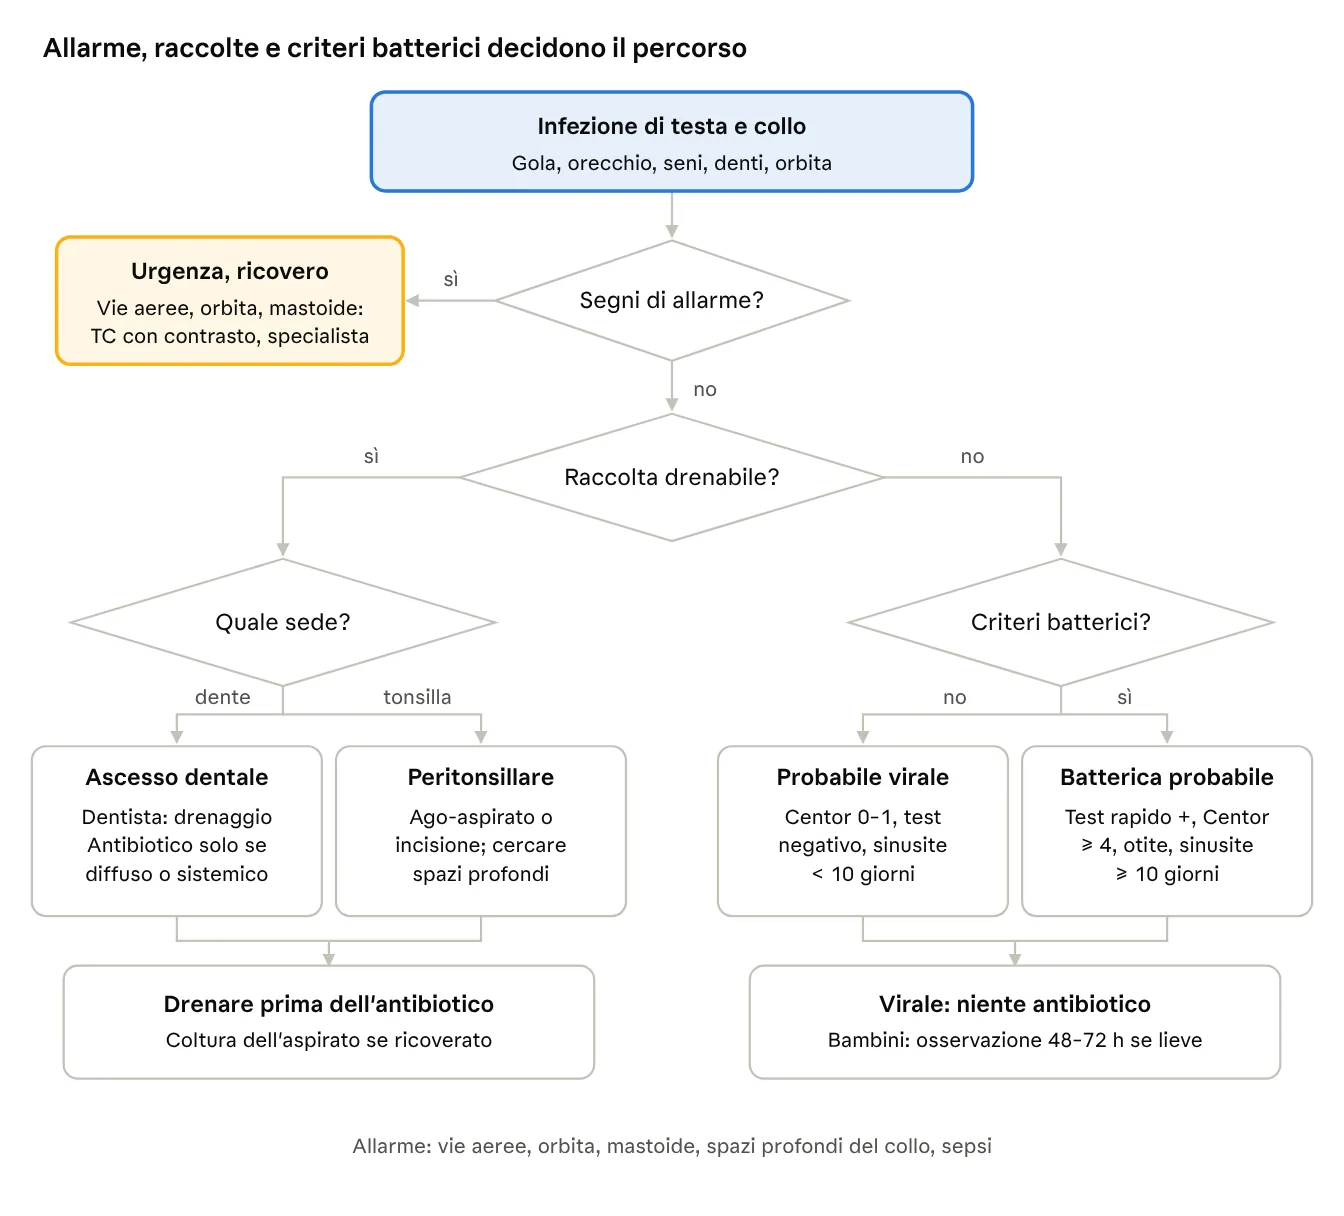 Allarme, raccolte e criteri batterici decidono il percorso
Infezione di testa e collo
Gola, orecchio, seni, denti, orbita
Urgenza, ricovero
Vie aeree, orbita, mastoide:
TC con contrasto, specialista
sì
Segni di allarme?
no
sì
Raccolta drenabile?
no
Quale sede?
Criteri batterici?
dente
tonsilla
no
sì
Ascesso dentale
Dentista: drenaggio
Antibiotico solo se
diffuso o sistemico
Peritonsillare
Ago-aspirato o
incisione; cercare
spazi profondi
Probabile virale
Centor 0-1, test
negativo, sinusite
< 10 giorni
Batterica probabile
Test rapido +, Centor
⩾ 4, otite, sinusite
⩾ 10 giorni
Drenare prima dell'antibiotico
Coltura dell'aspirato se ricoverato
Virale: niente antibiotico
Bambini: osservazione 48-72 h se lieve
Allarme: vie aeree, orbita, mastoide, spazi profondi del collo, sepsi